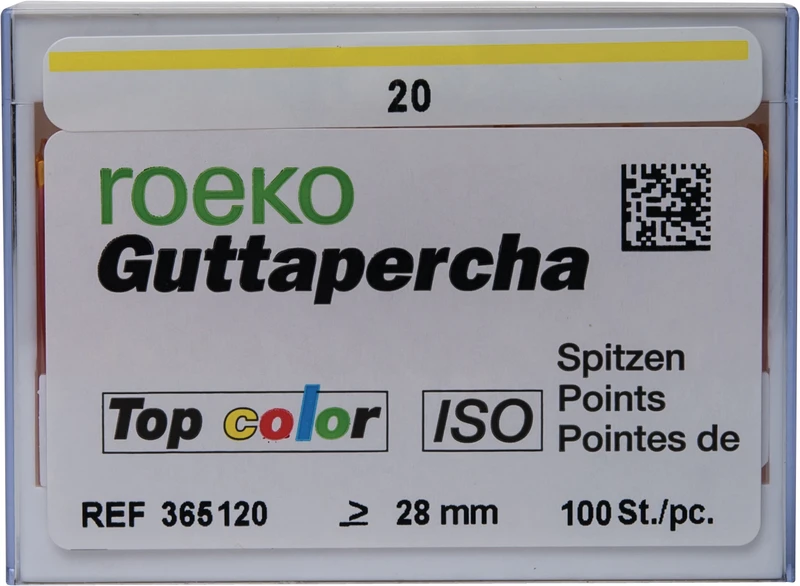 20
roeko
Guttapercha
Top color ISO
Spitzen
Points
Pointes de
REF 365120 ≥ 28 mm 100 St./pc.